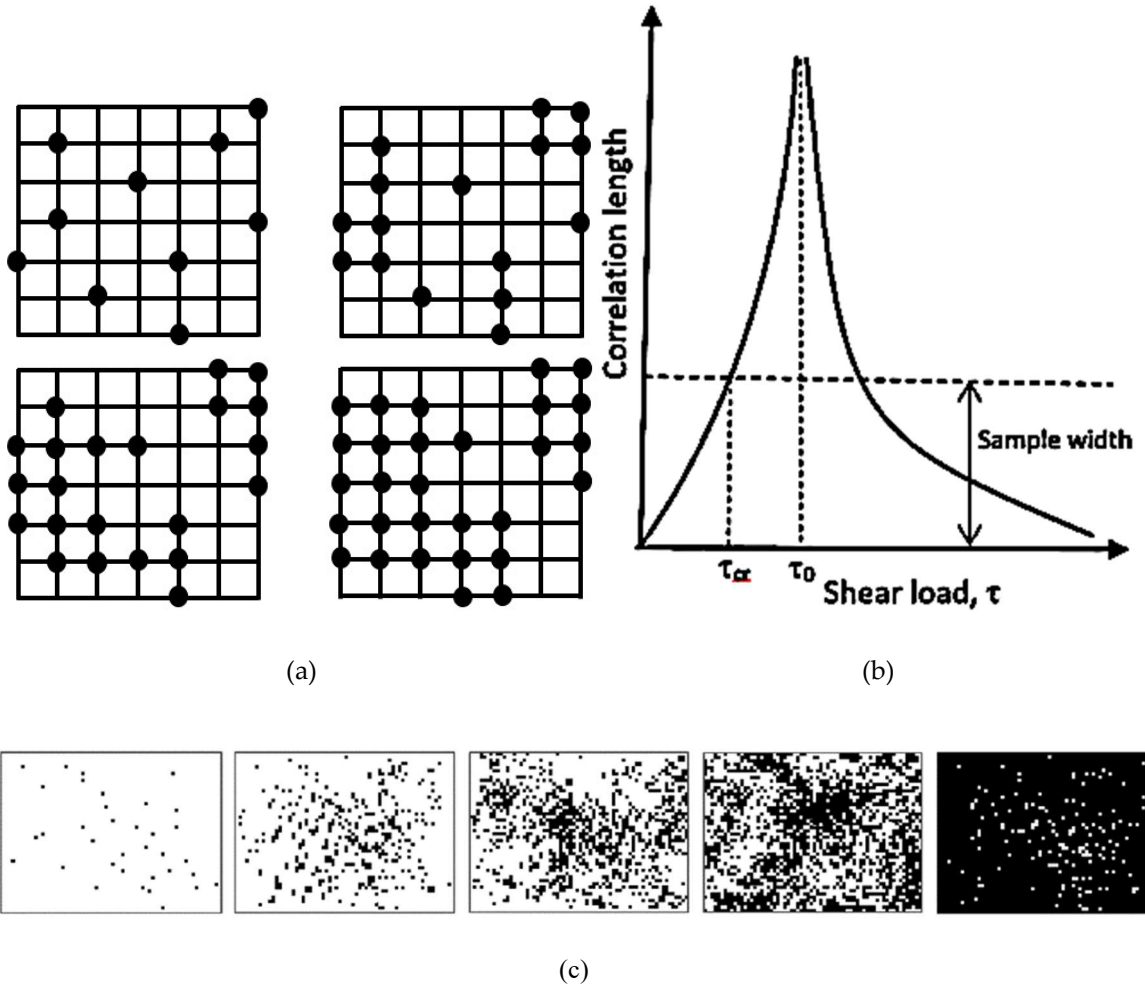 Correlation length
Sample width
τcr τ0
Shear load, τ
(a)
(b)
(c)